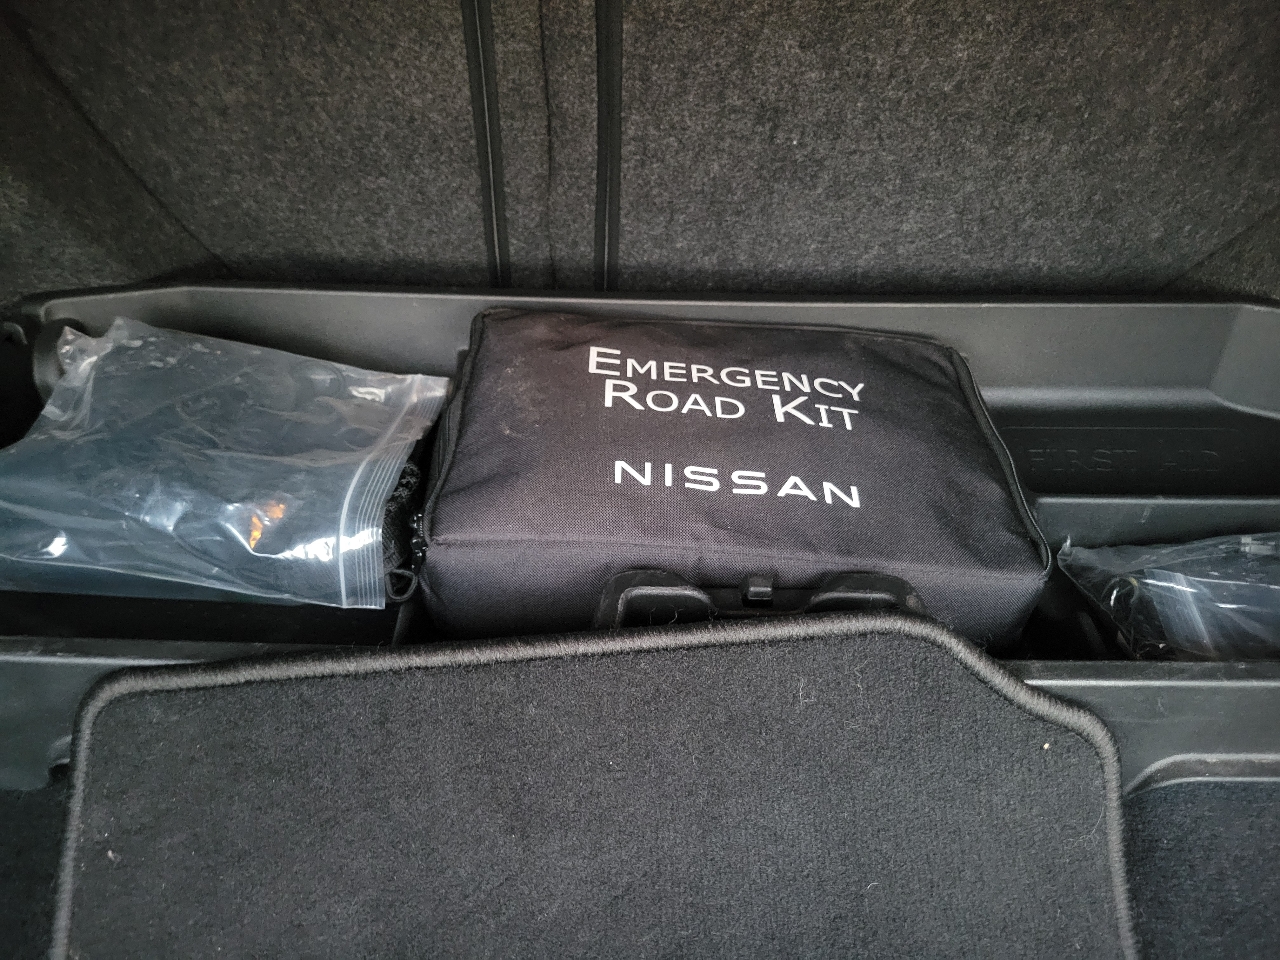 EMERGENCY
ROAD KIT
NISSAN
FIRST AID